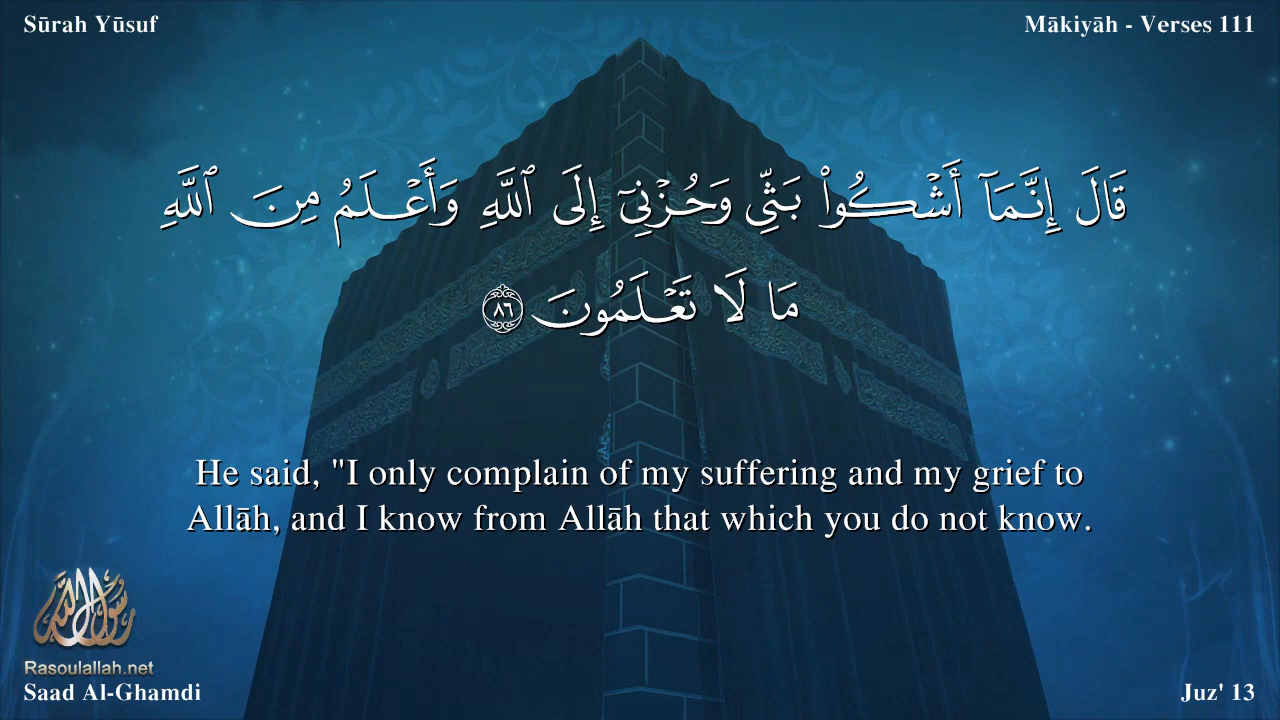 Sūrah Yūsuf
Mākiyāh - Verses 111
قَالَ إِنَّمَآ أَشْكُوا۟ بَثِّى وَحُزْنِىٓ إِلَى ٱللَّهِ وَأَعْلَمُ مِنَ ٱللَّهِ
مَا لَا تَعْلَمُونَ ٨٦
He said, "I only complain of my suffering and my grief to
Allāh, and I know from Allāh that which you do not know.
رسول الله
Rasoulallah.net
Saad Al-Ghamdi
Juz' 13